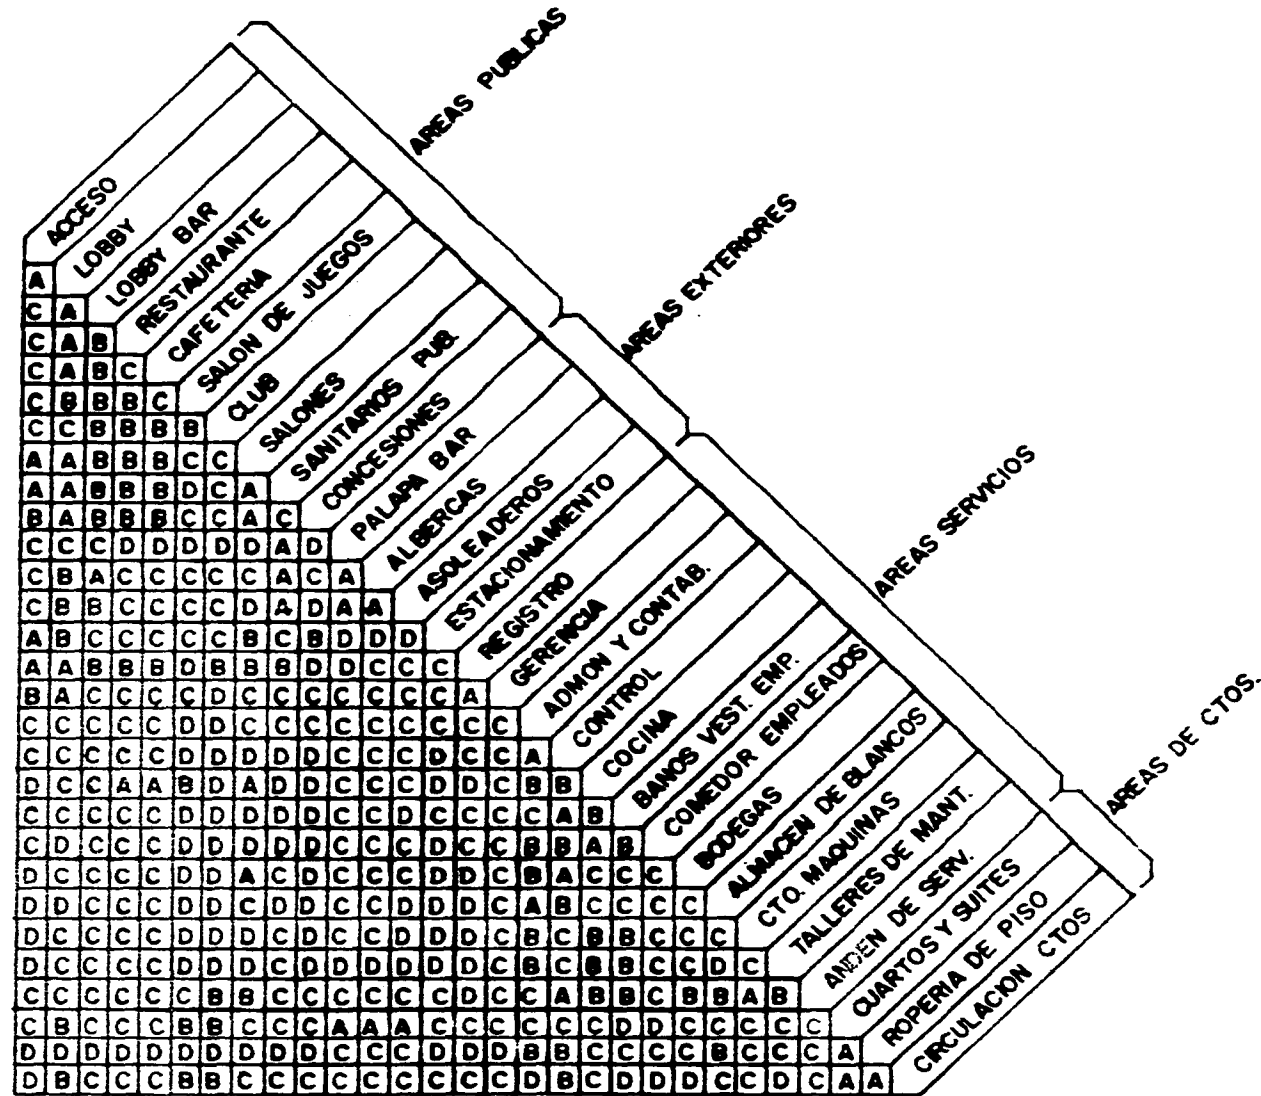 AREAS PUBLICAS
AREAS EXTERIORES
AREAS SERVICIOS
AREAS DE CTOS.
ACCESO
LOBBY
LOBBY BAR
RESTAURANTE
CAFETERIA
SALON DE JUEGOS
CLUB
SALONES
SANITARIOS PUB.
CONCESIONES
PALAPA BAR
ALBERCAS
ASOLEADEROS
ESTACIONAMIENTO
REGISTRO
GERENCIA
ADMON Y CONTAB.
CONTROL
COCINA
BANOS VEST. EMP.
COMEDOR EMPLEADOS
BODEGAS
ALMACEN DE BLANCOS
CTO. MAQUINAS
TALLERES DE MANT.
ANDEN DE SERV.
CUARTOS Y SUITES
ROPERIA DE PISO
CIRCULACION CTOS
A
C A
C A B
C A B C
C B B B C
C C B B B B
A A B B B C C
A A B B B D C A
B A B B B C C A C
C C C D D D D D A D
C B A C C C C C A C A
C B B C C C C D A D A A
A B C C C C C B C B D D D
A A B B B D B B B D D C C C
B A C C C C D C C C C C C C A
C C C C C D D C C C C C C C C C
C C C C C D D D D D C C C D C C A
D C C A A B D A D D C C C D D C B B
C C C C C D D D D D C C D C C C C A B
C D C C C D D D D D C C C D C C B B A B
D C C C C D D A C D C C C D D C B A C C C
D D C C C D D C D D C C D D D C A B C C C C
D C C C C D D D C D C C D D D C B C B B C C C
D C C C C D D D C D D D D D D C B C B B C C D C
C C C C C C B B C C C C C C D C C A B B C B B A B
C B C C C B B C C C A A A C C C C C C D D C C C C C
D D D D D D D D D D C C C D D D B B C C C C B C C C A
D B C C C B B C C C C C C C C C D B C D D D C C D C A A